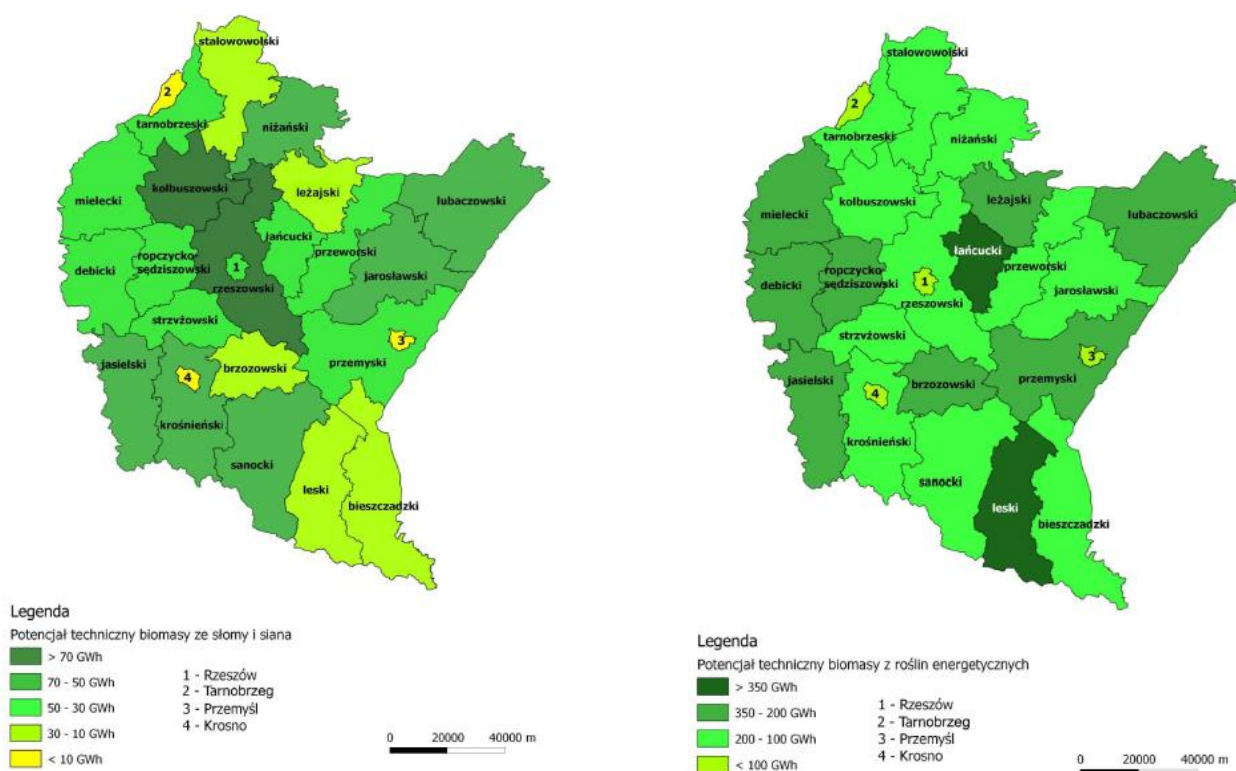 stalowowolski
2
tarnobrzeski
niżański
kolbuszowski
leżajski
mielecki
lubaczowski
łańcucki
debicki
ropczycko
sędziszowski
1
przeworski
jarosławski
rzeszowski
strzyżowski
3
jasielski
brzozowski
przemyski
4
krośnieński
sanocki
leski
bieszczadzki
Legenda
Potencjał techniczny biomasy ze słomy i siana
> 70 GWh
70 - 50 GWh
50 - 30 GWh
30 - 10 GWh
< 10 GWh
1 - Rzeszów
2 - Tarnobrzeg
3 - Przemyśl
4 - Krosno
0 20000 40000 m
stalowowolski
2
tarnobrzeski
niżański
kolbuszowski
leżajski
mielecki
lubaczowski
łańcucki
debicki
ropczycko
sędziszowski
1
przeworski
jarosławski
rzeszowski
strzyżowski
3
jasielski
brzozowski
przemyski
4
krośnieński
sanocki
leski
bieszczadzki
Legenda
Potencjał techniczny biomasy z roślin energetycznych
> 350 GWh
350 - 200 GWh
200 - 100 GWh
< 100 GWh
1 - Rzeszów
2 - Tarnobrzeg
3 - Przemyśl
4 - Krosno
0 20000 40000 m